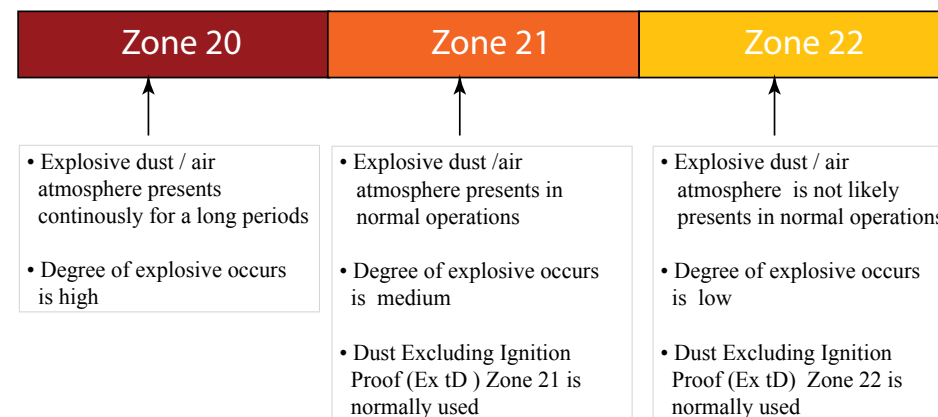 Zone 20
Zone 21
Zone 22
• Explosive dust / air
atmosphere presents
continously for a long periods
• Degree of explosive occurs
is high
• Explosive dust /air
atmosphere presents in
normal operations
• Degree of explosive occurs
is medium
• Dust Excluding Ignition
Proof (Ex tD ) Zone 21 is
normally used
• Explosive dust / air
atmosphere is not likely
presents in normal operations
• Degree of explosive occurs
is low
• Dust Excluding Ignition
Proof (Ex tD) Zone 22 is
normally used